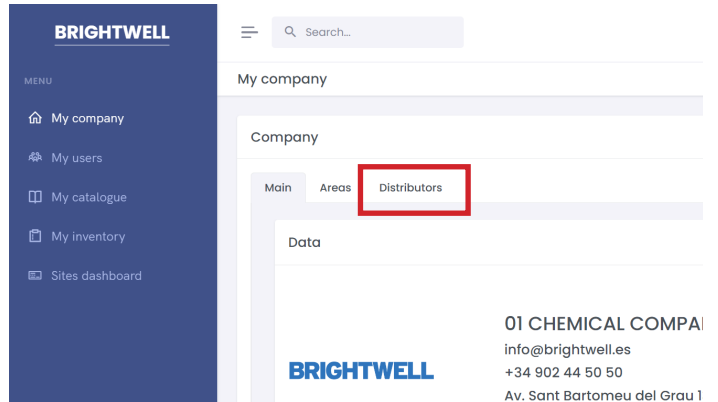 BRIGHTWELL
Search...
MENU
My company
My company
My users
My catalogue
My inventory
Sites dashboard
Company
Main Areas Distributors
Data
BRIGHTWELL
01 CHEMICAL COMPA
info@brightwell.es
+34 902 44 50 50
Av. Sant Bartomeu del Grau 1